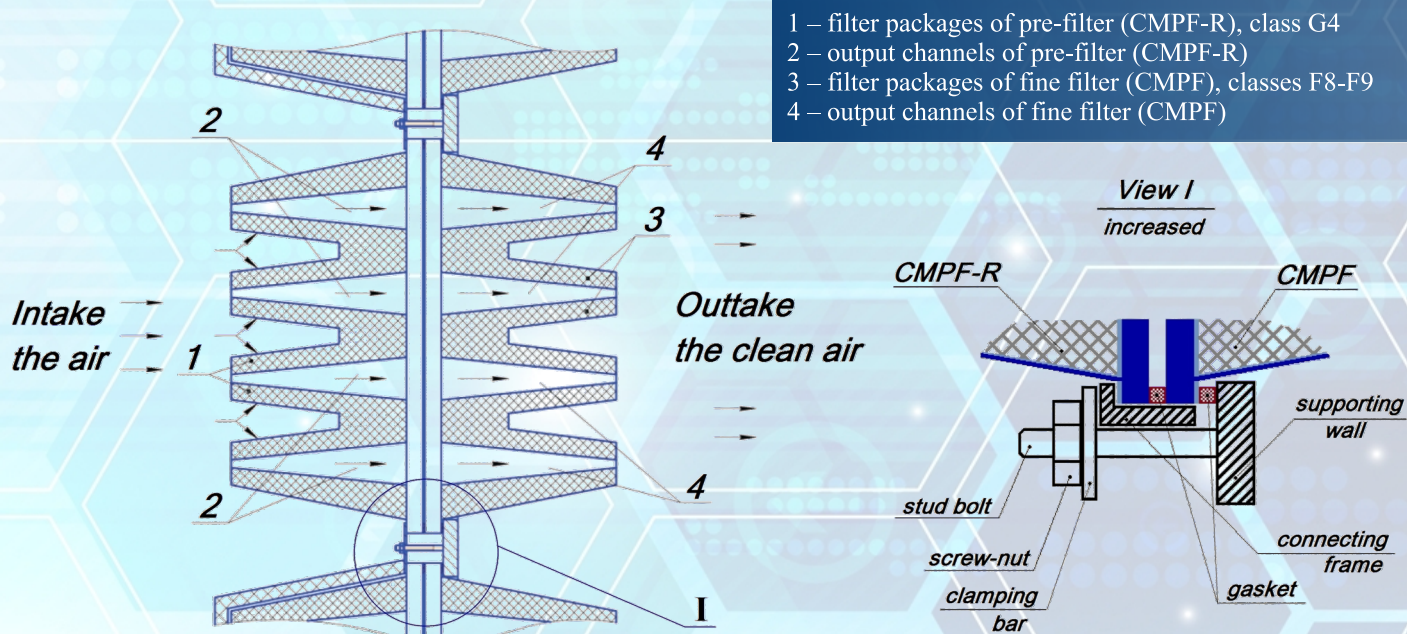 1 – filter packages of pre-filter (CMPF-R), class G4
2 – output channels of pre-filter (CMPF-R)
3 – filter packages of fine filter (CMPF), classes F8-F9
4 – output channels of fine filter (CMPF)
2
4
3
Intake
the air
1
Outtake
the clean air
2
4
I
View I
increased
CMPF-R
CMPF
supporting
wall
stud bolt
screw-nut
clamping
bar
connecting
frame
gasket